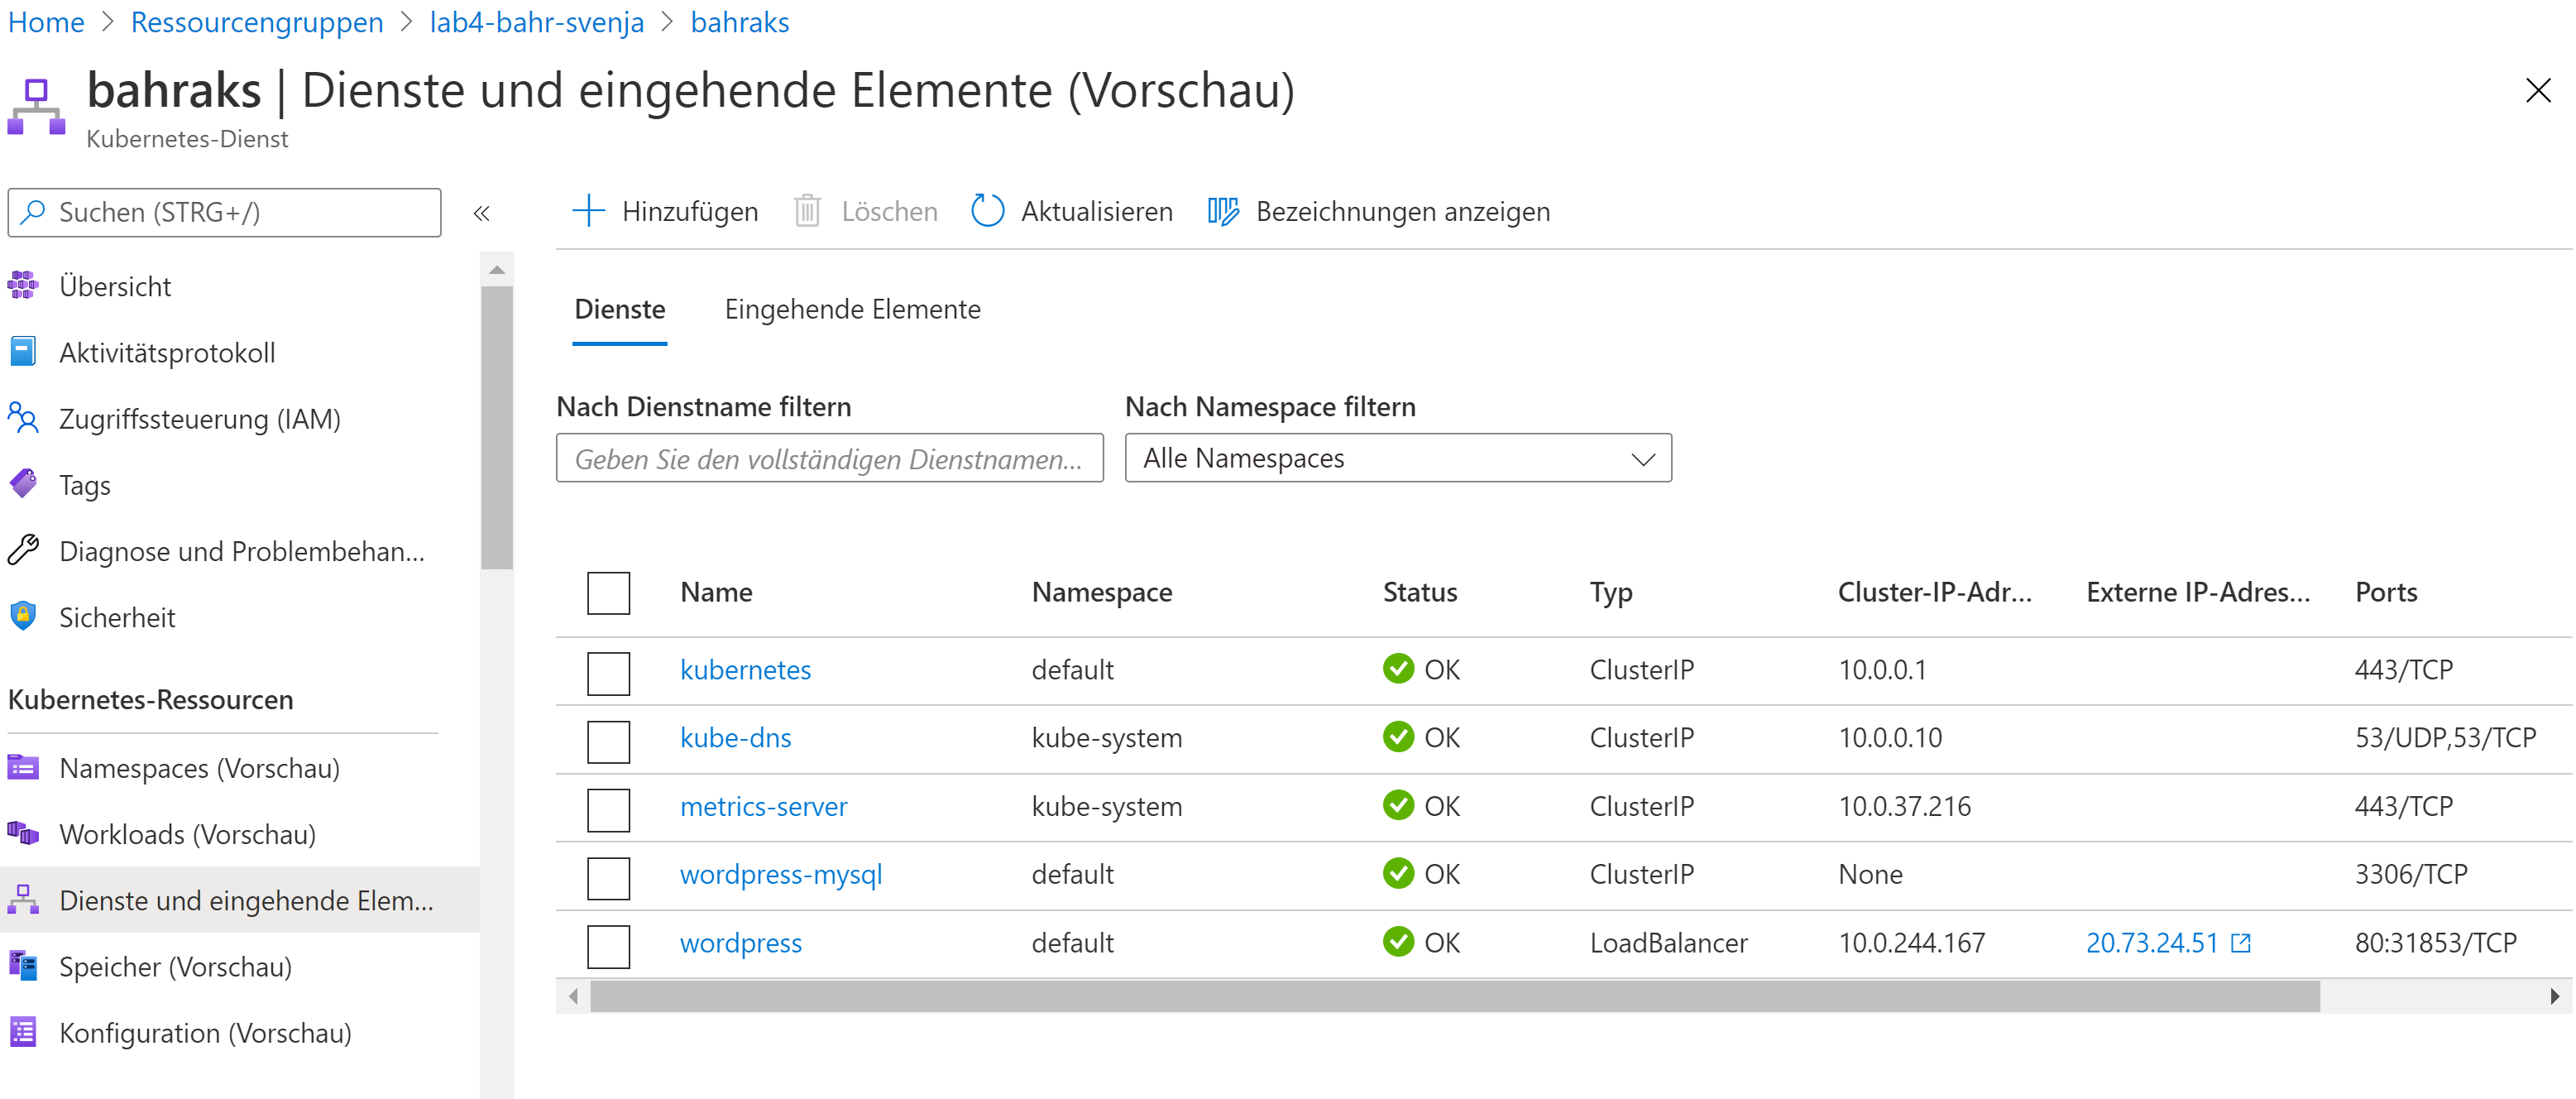 Home > Ressourcengruppen > lab4-bahr-svenja > bahraks
bahraks | Dienste und eingehende Elemente (Vorschau)
Kubernetes-Dienst
Suchen (STRG+/)
«
Hinzufügen Löschen Aktualisieren Bezeichnungen anzeigen
Übersicht
Aktivitätsprotokoll
Zugriffssteuerung (IAM)
Tags
Diagnose und Problembehan...
Sicherheit
Kubernetes-Ressourcen
Namespaces (Vorschau)
Workloads (Vorschau)
Dienste und eingehende Elem...
Speicher (Vorschau)
Konfiguration (Vorschau)
Dienste Eingehende Elemente
Nach Dienstname filtern Nach Namespace filtern
Geben Sie den vollständigen Dienstnamen... Alle Namespaces
Name Namespace Status Typ Cluster-IP-Adr... Externe IP-Adres... Ports
kubernetes default OK ClusterIP 10.0.0.1 443/TCP
kube-dns kube-system OK ClusterIP 10.0.0.10 53/UDP,53/TCP
metrics-server kube-system OK ClusterIP 10.0.37.216 443/TCP
wordpress-mysql default OK ClusterIP None 3306/TCP
wordpress default OK LoadBalancer 10.0.244.167 20.73.24.51 80:31853/TCP